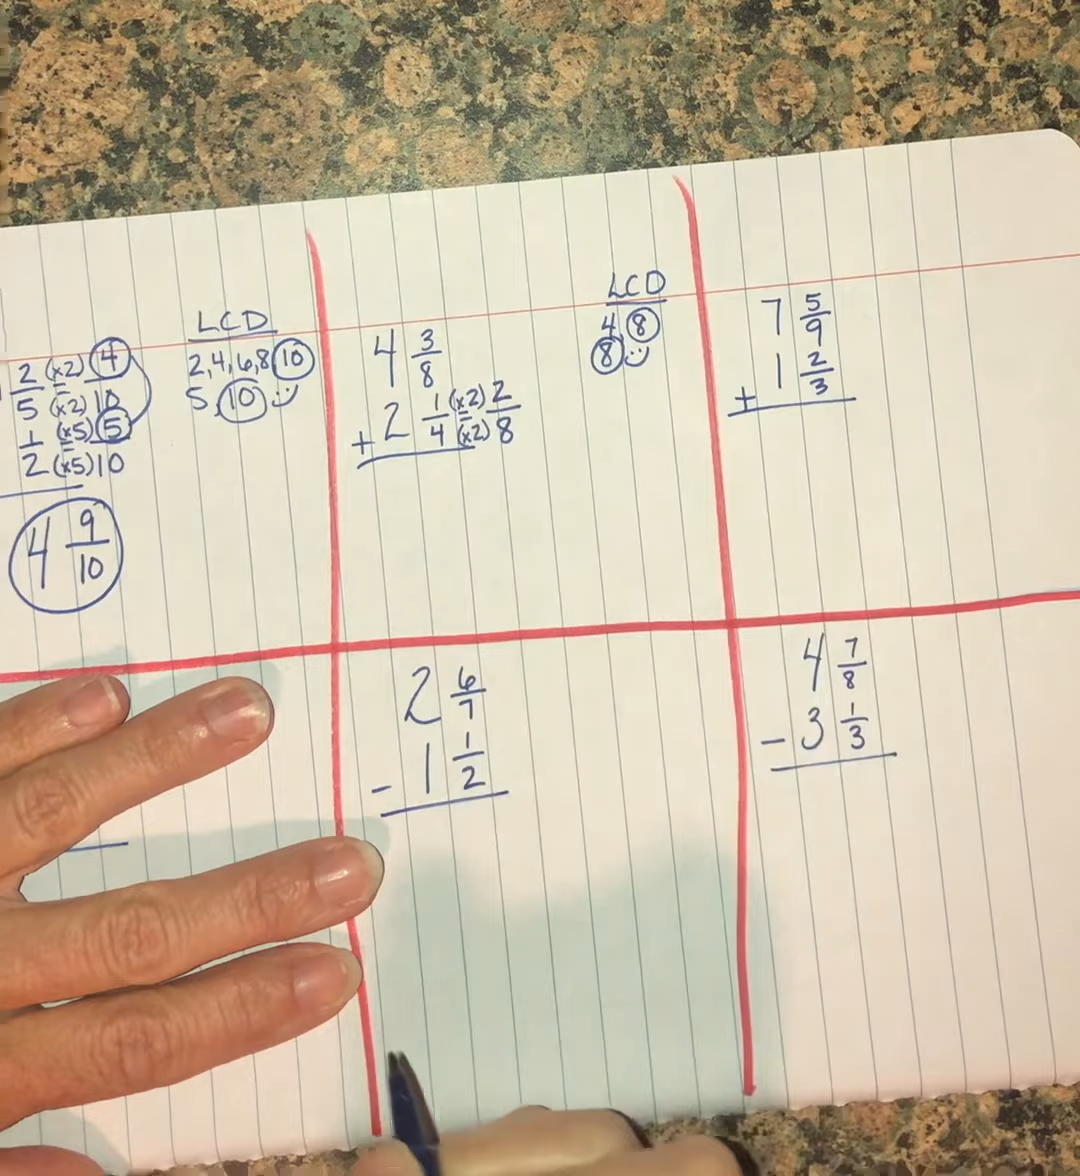 LCD
2/5 (x2) = 4/10
(x2)
2,4,6,8,10
5,10
1/2 (x5) = 5/10
(x5)
4 9/10
LCD
4,8
8
4 3/8
+ 2 1/4 (x2) = 2/8
(x2)
7 5/9
+ 1 2/3
2 6/7
- 1 1/2
4 7/8
- 3 1/3